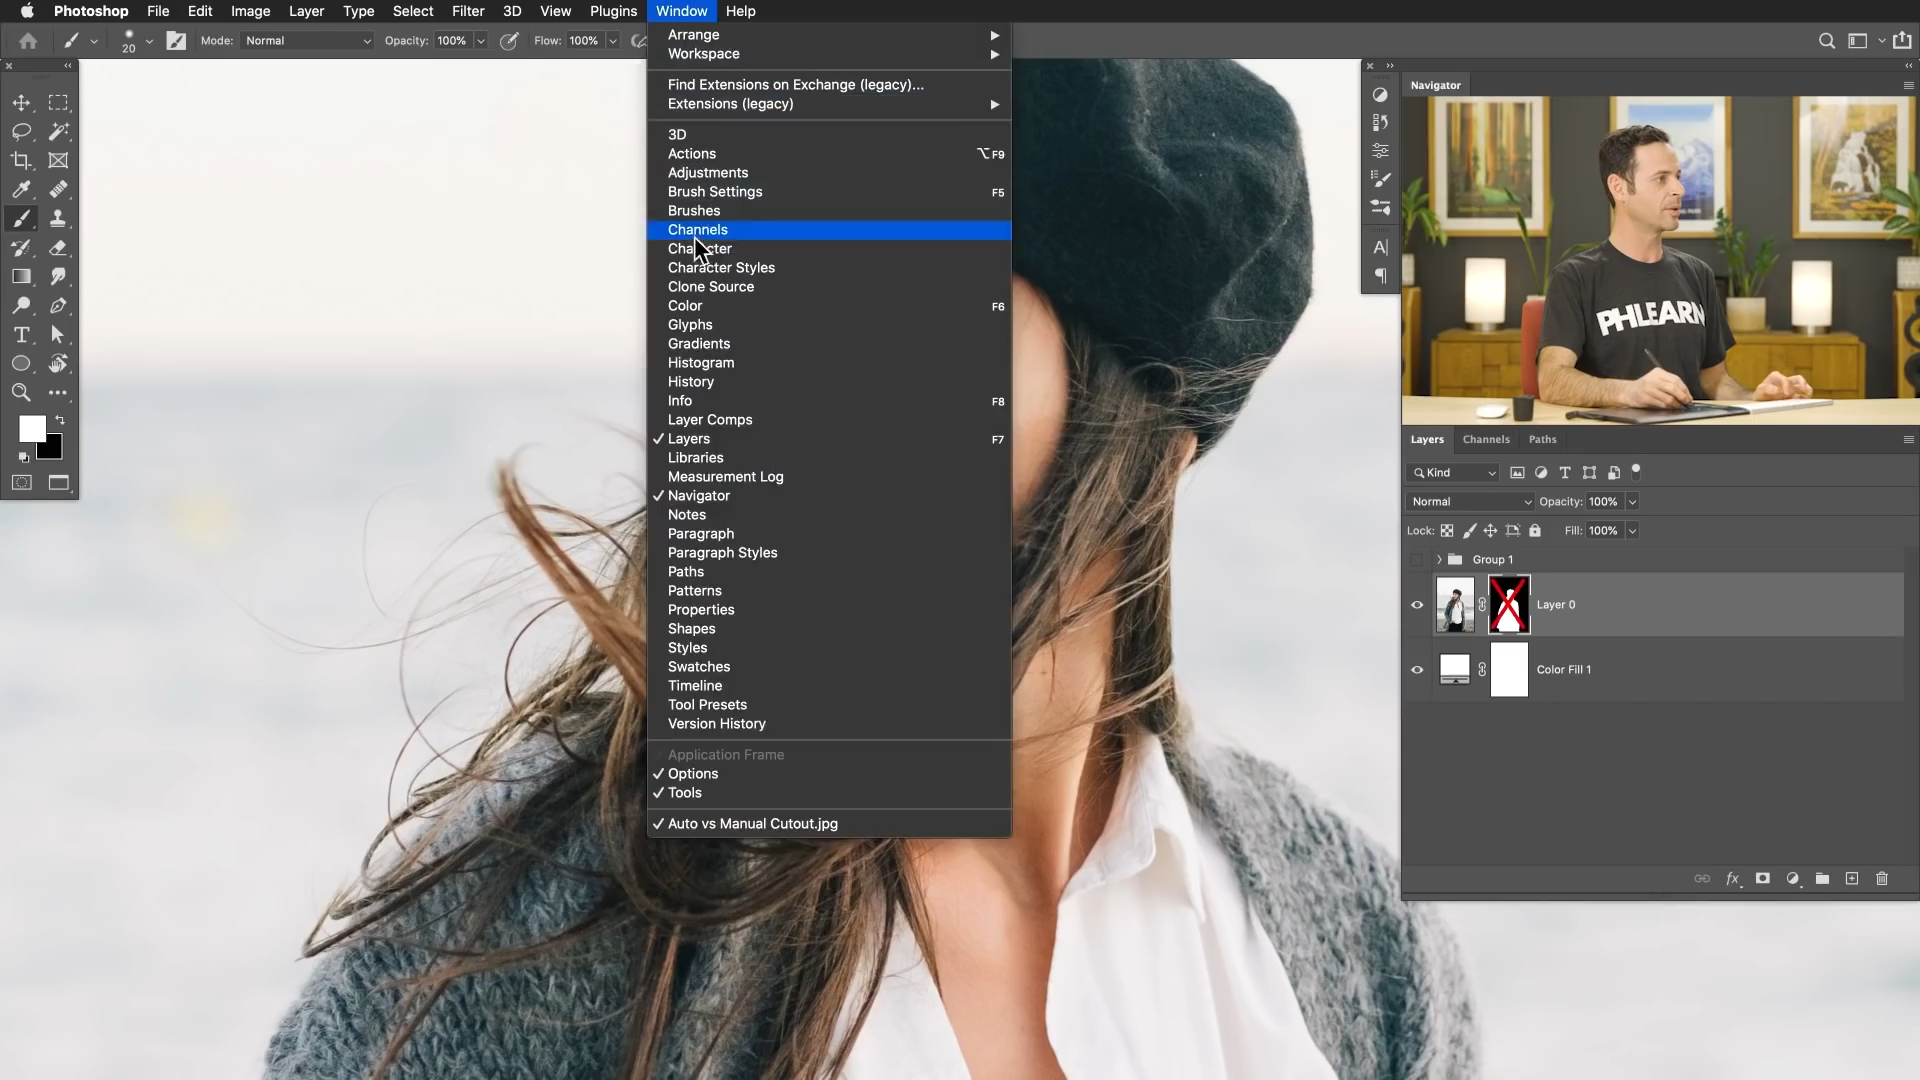 Photoshop File Edit Image Layer Type Select Filter 3D View Plugins Window Help
20 Mode: Normal Opacity: 100% Flow: 100%
Arrange
Workspace
Find Extensions on Exchange (legacy)...
Extensions (legacy)
3D
Actions ⌥F9
Adjustments
Brush Settings F5
Brushes
Channels
Character
Character Styles
Clone Source
Color F6
Glyphs
Gradients
Histogram
History
Info F8
Layer Comps
✓ Layers F7
Libraries
Measurement Log
✓ Navigator
Notes
Paragraph
Paragraph Styles
Paths
Patterns
Properties
Shapes
Styles
Swatches
Timeline
Tool Presets
Version History
Application Frame
✓ Options
✓ Tools
✓ Auto vs Manual Cutout.jpg
Navigator
PHLEARN
Layers Channels Paths
Kind
Normal Opacity: 100%
Lock: Fill: 100%
Group 1
Layer 0
Color Fill 1
fx